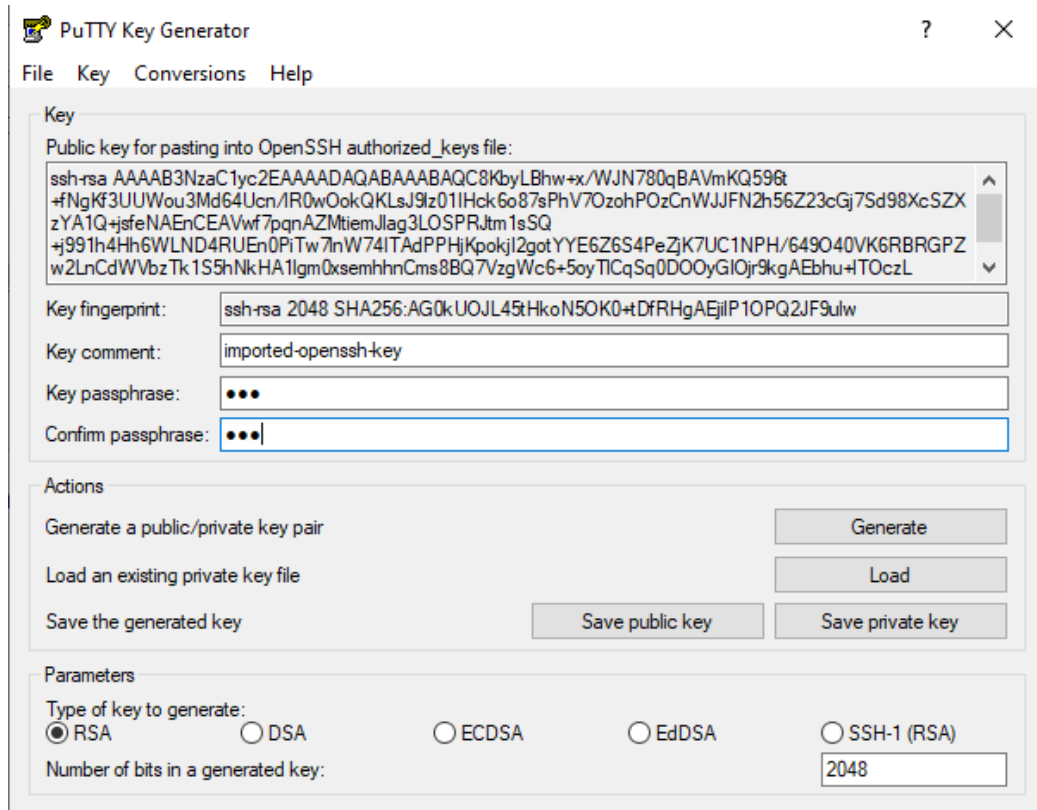 PuTTY Key Generator
?
File Key Conversions Help
Key
Public key for pasting into OpenSSH authorized_keys file:
ssh-rsa AAAAB3NzaC1yc2EAAAADAQABAAABAQC8KbyLBhw+x/WJN780qBAVmKQ596t
+fNgKf3UUWou3Md64Ucn/IR0wOokQKLsJ9Iz01IHck6o87sPhV7OzohPOzCnWJJFN2h56Z23cGj7Sd98XcSZX
zYA1Q+jsfeNAEnCEAVwf7pqnAZMtiemJlag3LOSPRJtm1sSQ
+j991h4Hh6WLND4RUEn0PiTw7lnW74ITAdPPHjKpokjI2gotYYE6Z6S4PeZjK7UC1NPH/649O40VK6RBRGPZ
w2LnCdWVbzTk1S5hNkHA1lgm0xsemhhnCms8BQ7VzgWc6+5oyTlCqSq0DOOyGlOjr9kgAEbhu+ITOczL
Key fingerprint:
ssh-rsa 2048 SHA256:AG0kUOJL45tHkoN5OK0+tDfRHgAEjilP1OPQ2JF9ulw
Key comment:
imported-openssh-key
Key passphrase:
●●●
Confirm passphrase:
●●●
Actions
Generate a public/private key pair
Generate
Load an existing private key file
Load
Save the generated key
Save public key
Save private key
Parameters
Type of key to generate:
RSA DSA ECDSA EdDSA SSH-1 (RSA)
Number of bits in a generated key:
2048